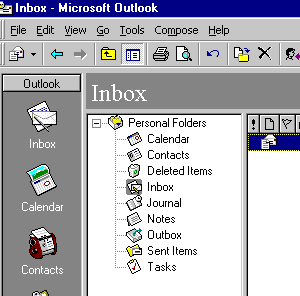 Inbox - Microsoft Outlook
File Edit View Go Tools Compose Help
Outlook
Inbox
Inbox
Calendar
Contacts
Personal Folders
Calendar
Contacts
Deleted Items
Inbox
Journal
Notes
Outbox
Sent Items
Tasks